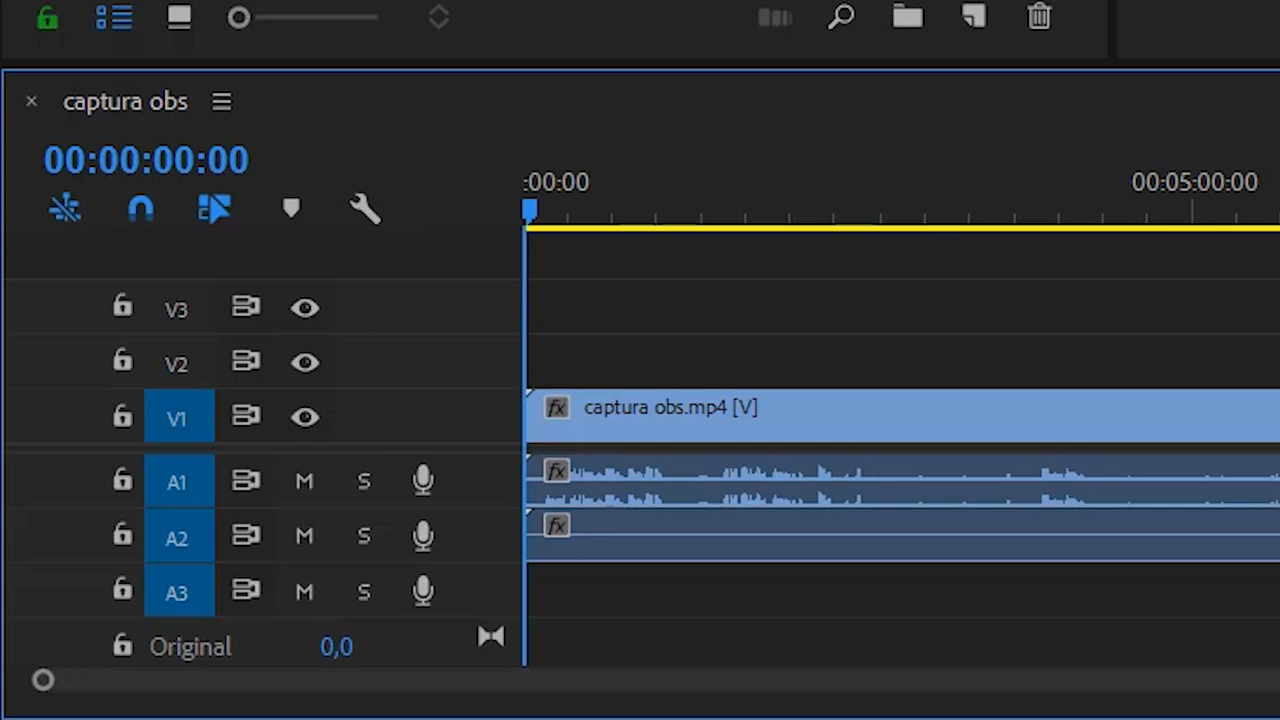 captura obs
00:00:00:00
:00:00 00:05:00:00
V3
V2
V1 fx captura obs.mp4 [V]
A1 M S fx
A2 M S fx
A3 M S
Original 0,0